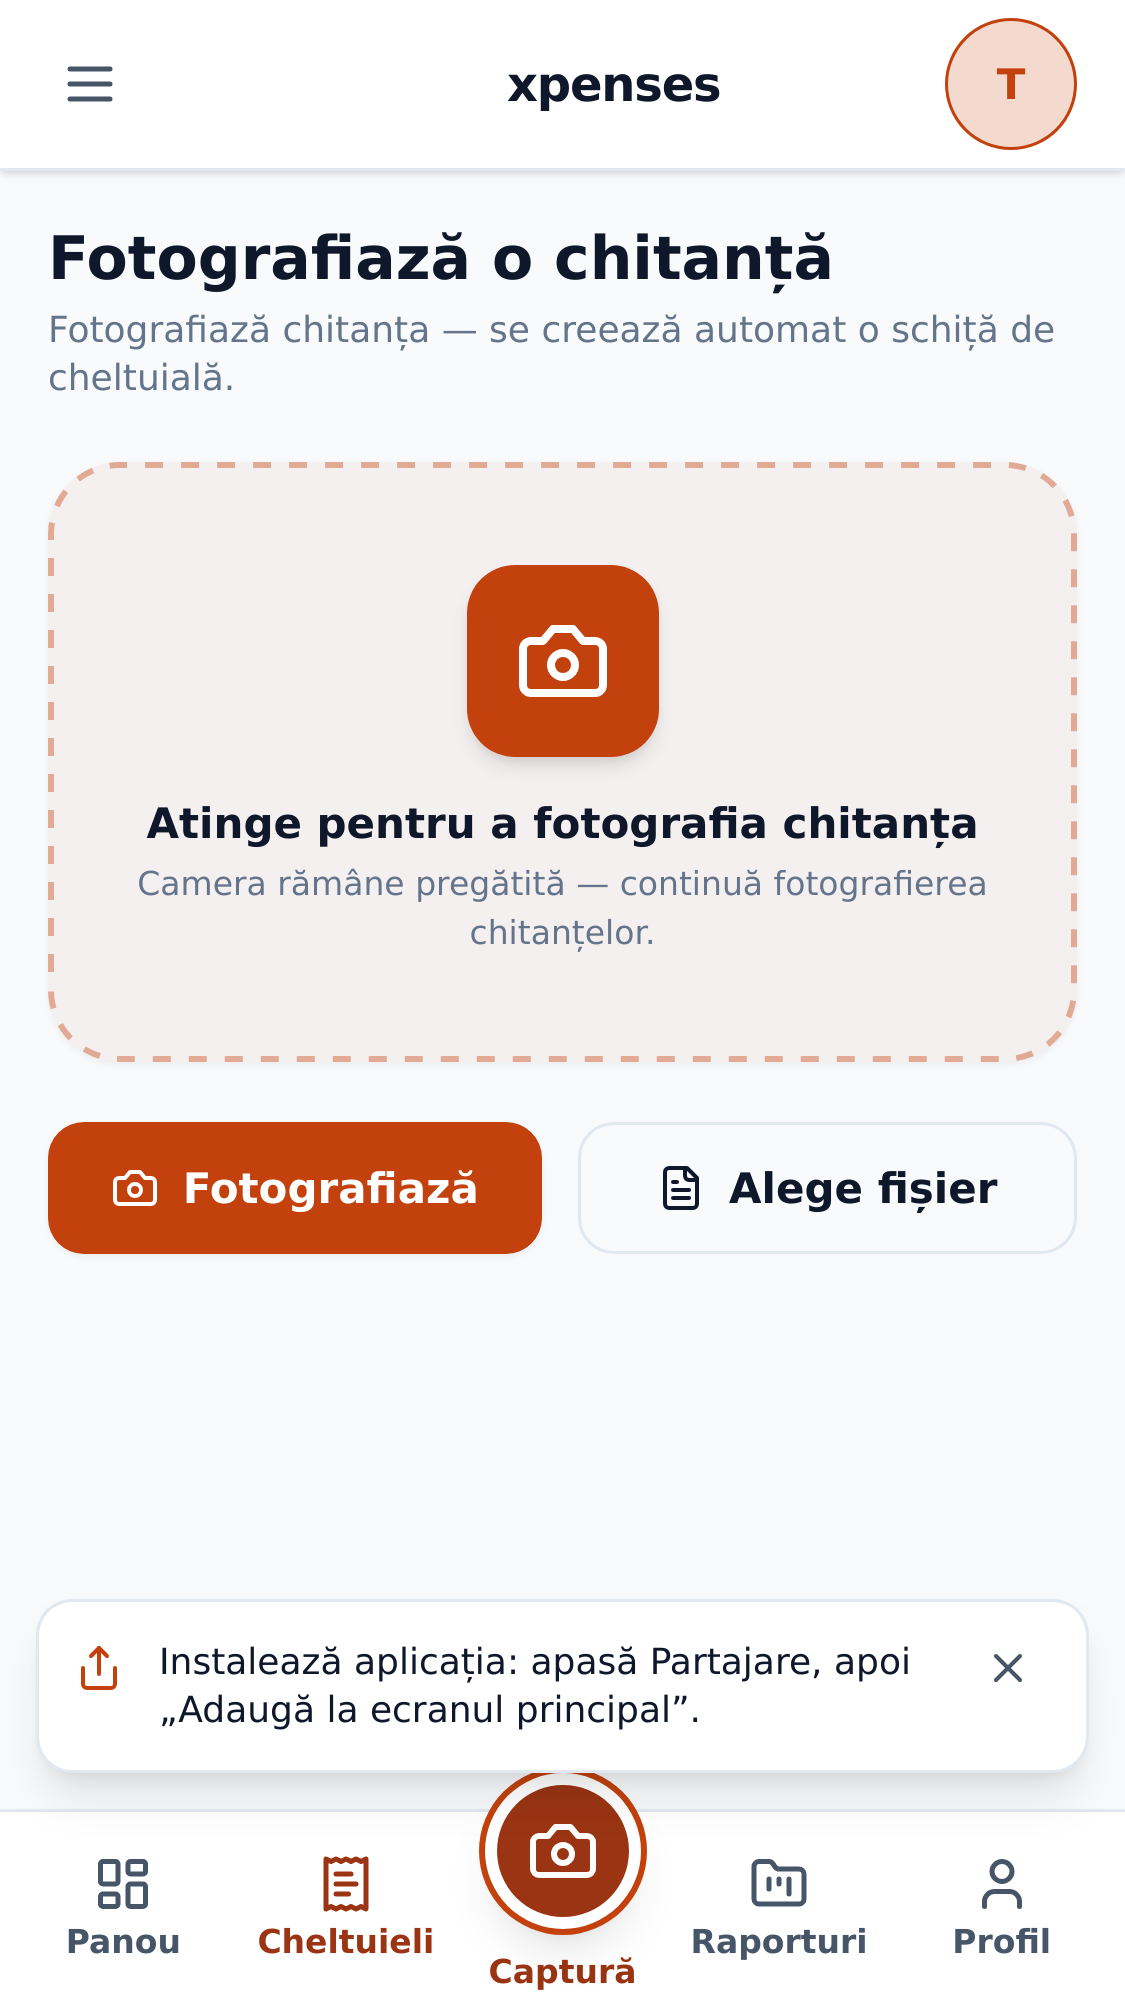 xpenses
T
Fotografiază o chitanță
Fotografiază chitanța — se creează automat o schiță de
cheltuială.
Atinge pentru a fotografia chitanța
Camera rămâne pregătită — continuă fotografierea
chitanțelor.
Fotografiază
Alege fișier
Instalează aplicația: apasă Partajare, apoi
„Adaugă la ecranul principal”.
Panou
Cheltuieli
Captură
Raporturi
Profil